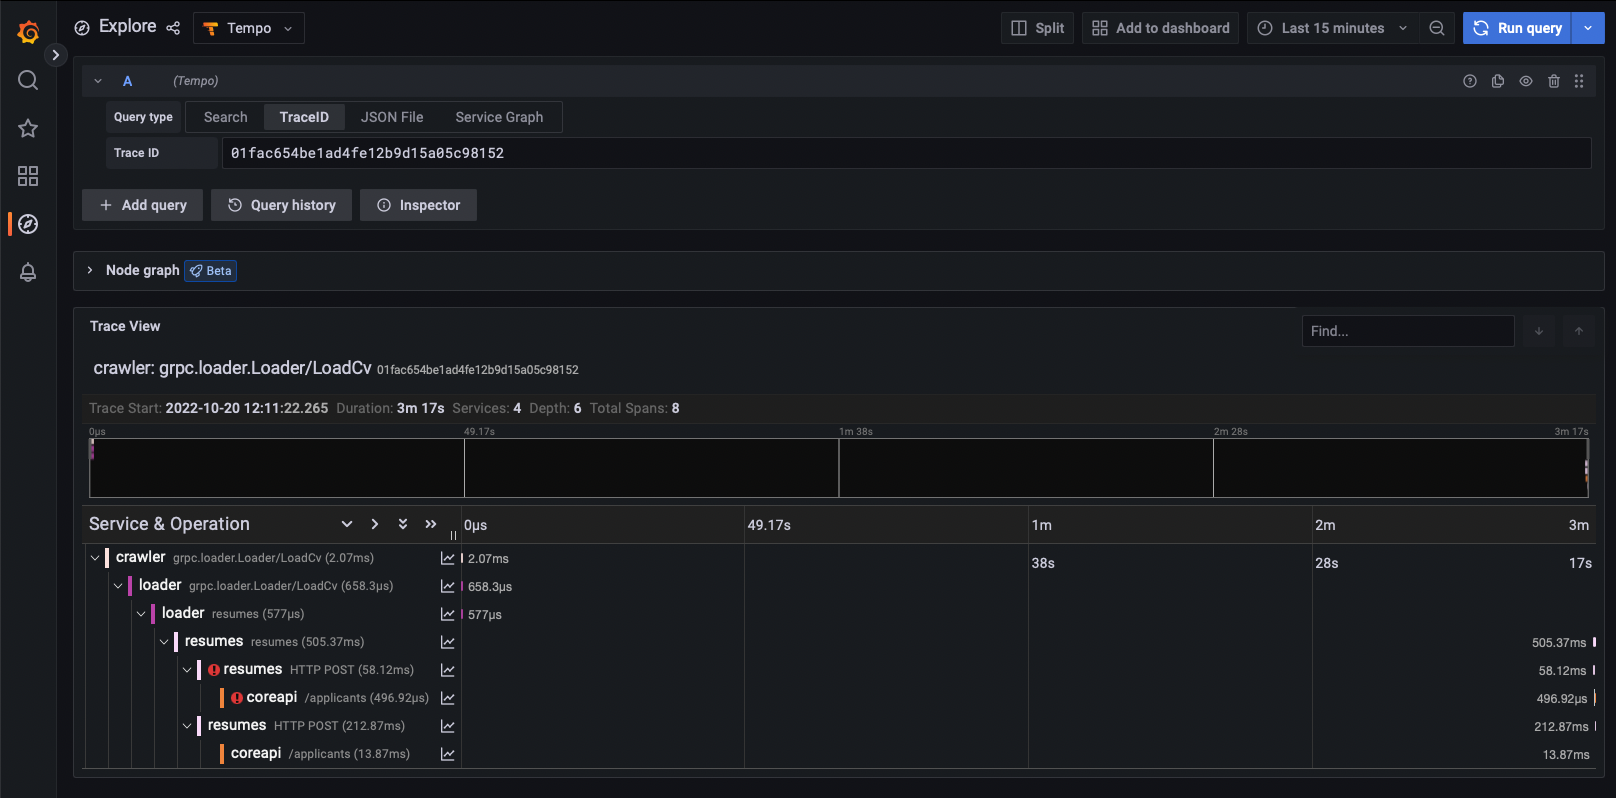 Explore
Tempo
Split
Add to dashboard
Last 15 minutes
Run query
A
(Tempo)
Query type
Search
TraceID
JSON File
Service Graph
Trace ID
01fac654be1ad4fe12b9d15a05c98152
+ Add query
Query history
Inspector
Node graph
Beta
Trace View
Find...
crawler: grpc.loader.Loader/LoadCv 01fac654be1ad4fe12b9d15a05c98152
Trace Start: 2022-10-20 12:11:22.265 Duration: 3m 17s Services: 4 Depth: 6 Total Spans: 8
0μs 49.17s 1m 38s 2m 28s 3m 17s
Service & Operation
0μs 49.17s 1m 2m 3m
38s 28s 17s
crawler grpc.loader.Loader/LoadCv (2.07ms) 2.07ms
loader grpc.loader.Loader/LoadCv (658.3μs) 658.3μs
loader resumes (577μs) 577μs
resumes resumes (505.37ms) 505.37ms
resumes HTTP POST (58.12ms) 58.12ms
coreapi /applicants (496.92μs) 496.92μs
resumes HTTP POST (212.87ms) 212.87ms
coreapi /applicants (13.87ms) 13.87ms